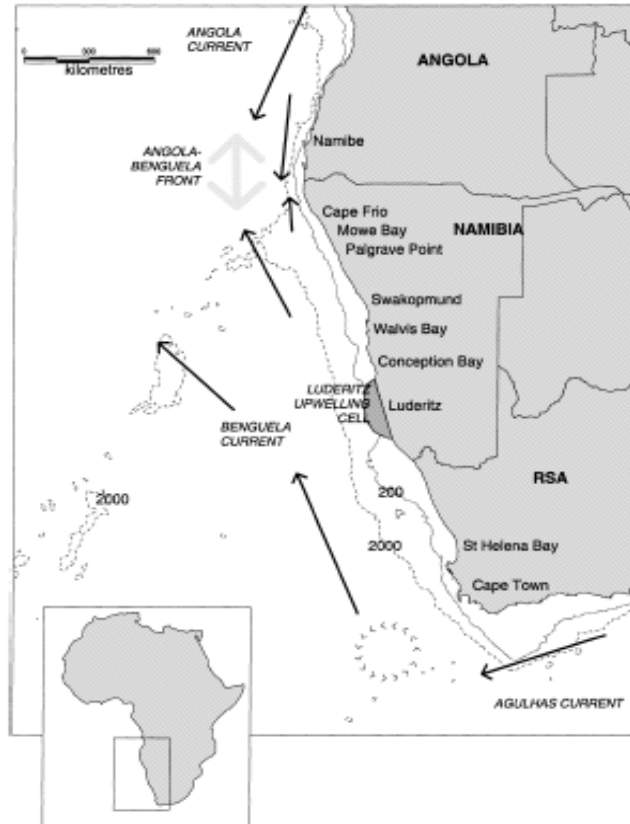 ANGOLA
CURRENT
0
300
600
kilometres
ANGOLA
ANGOLA-
BENGUELA
FRONT
Namibe
Cape Frio
Mowe Bay
NAMIBIA
Palgrave Point
Swakopmund
Walvis Bay
Conception Bay
LUDERITZ
UPWELLING
CELL
Luderitz
BENGUELA
CURRENT
RSA
200
2000
2000
St Helena Bay
Cape Town
AGULHAS CURRENT